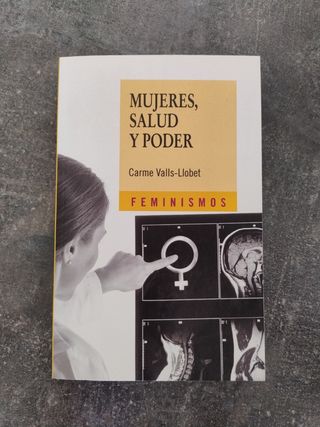 MUJERES,
SALUD
Y PODER
Carme Valls-Llobet
FEMINISMOS